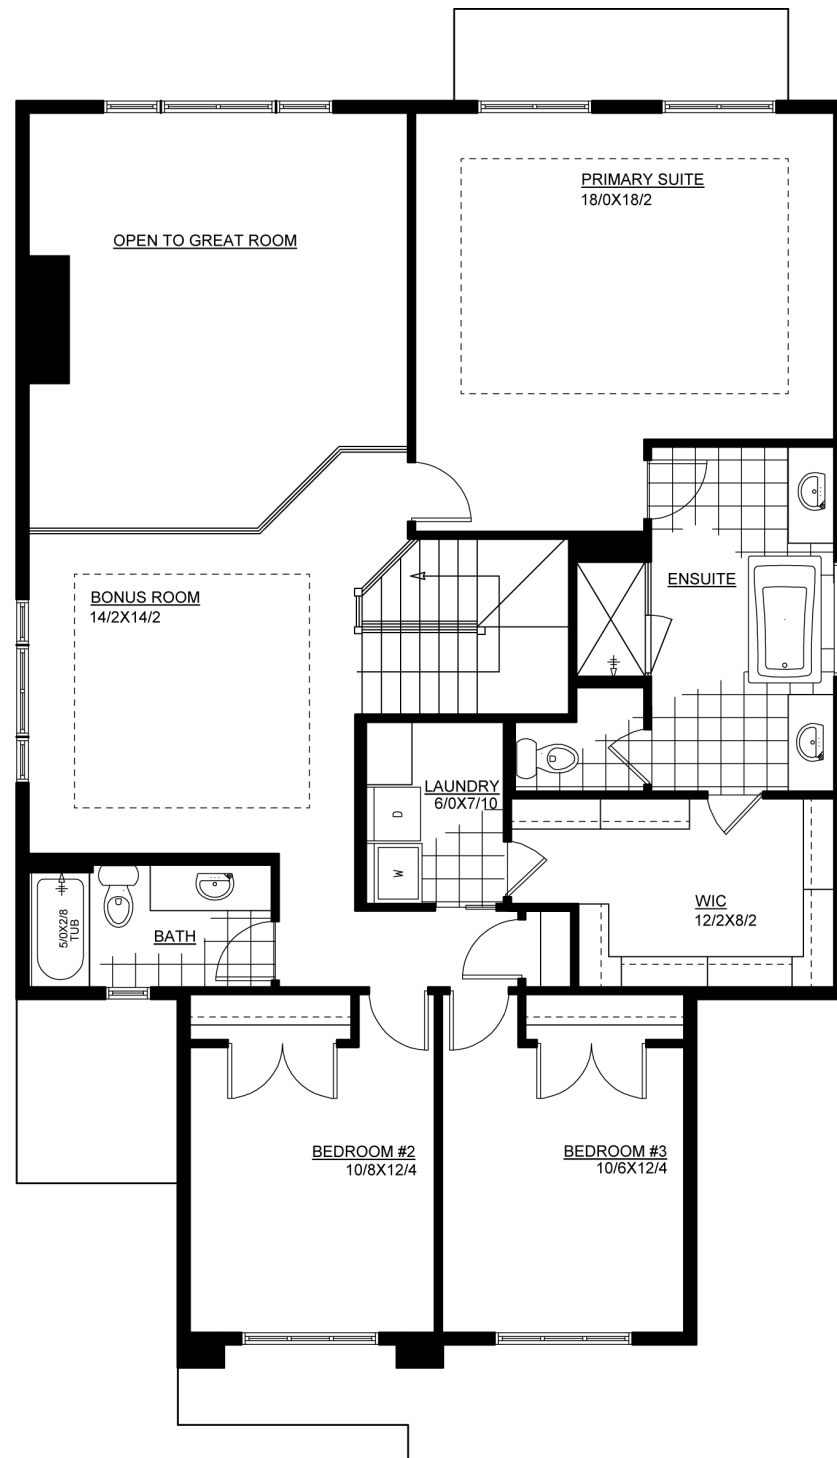 PRIMARY SUITE
18/0X18/2
OPEN TO GREAT ROOM
ENSUITE
BONUS ROOM
14/2X14/2
LAUNDRY
6/0X7/10
D
W
WIC
12/2X8/2
5/0X2/8
TUB
BATH
BEDROOM #2
10/8X12/4
BEDROOM #3
10/6X12/4